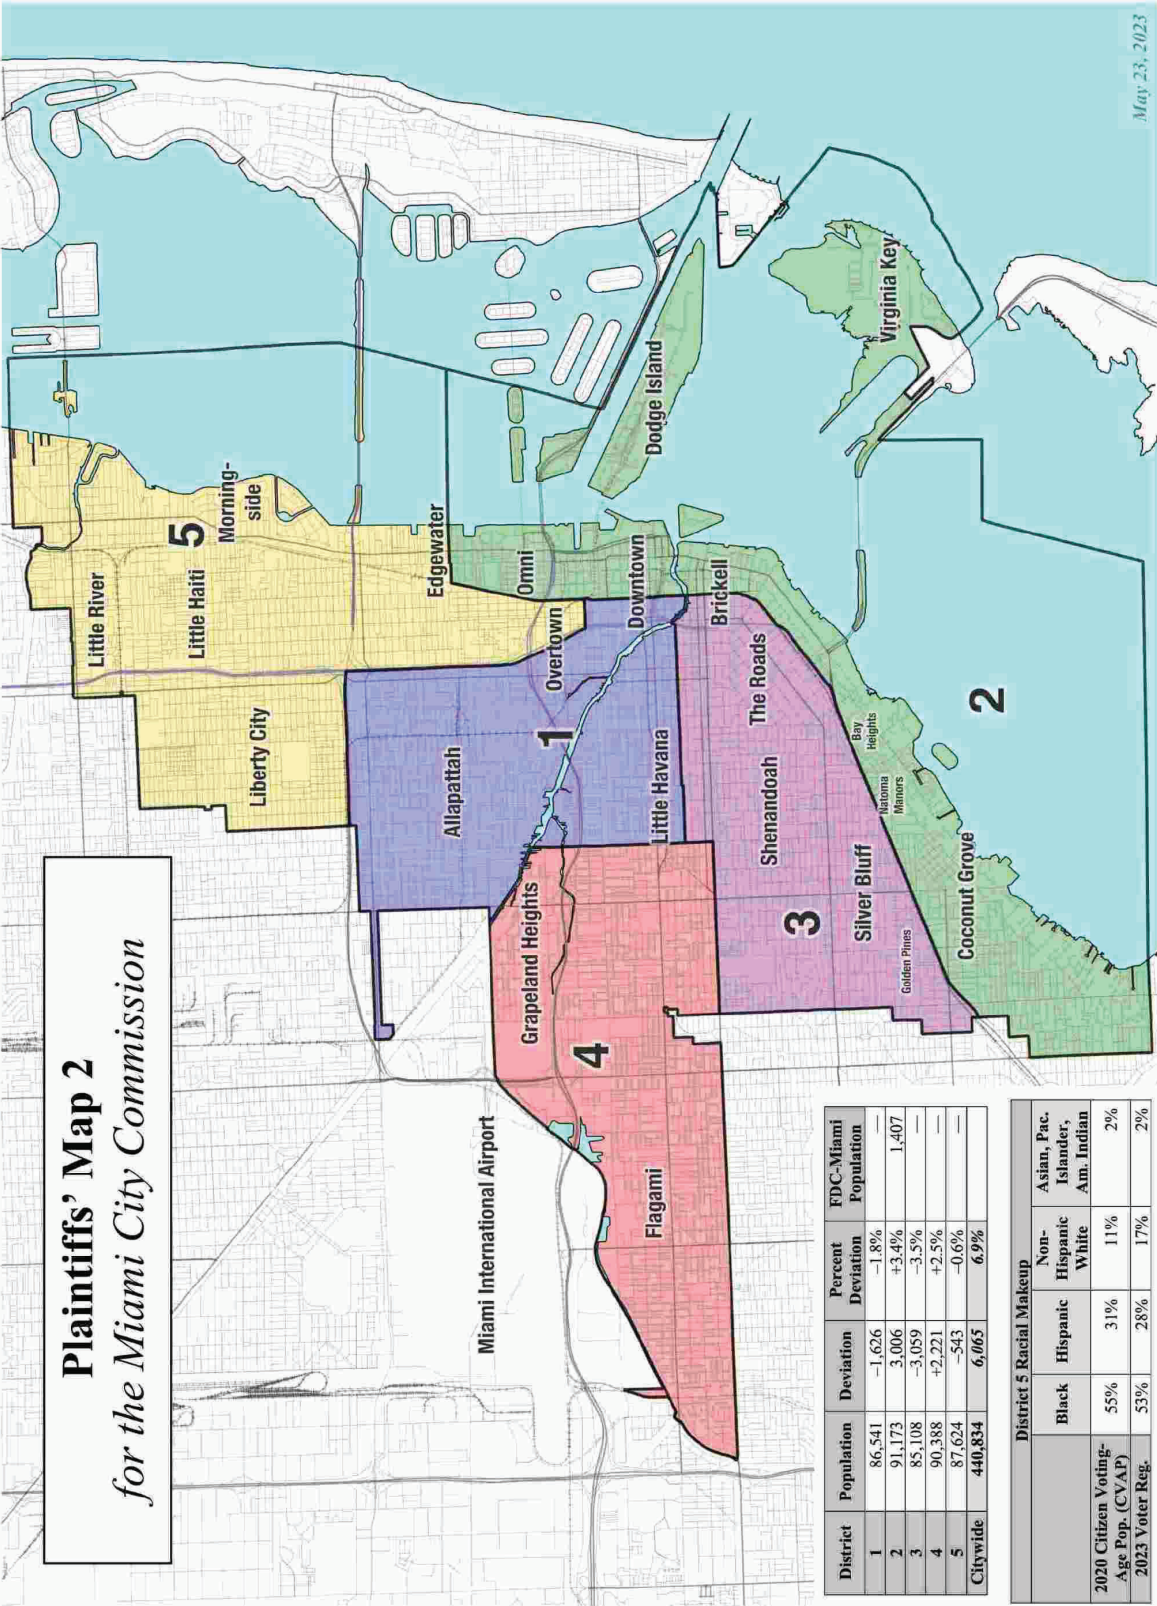 Plaintiffs’ Map 2
for the Miami City Commission
Little River
Little Haiti
5
Morning-
side
Liberty City
Edgewater
Allapattah
Overtown
Omni
1
Downtown
Dodge Island
Little Havana
Brickell
Virginia Key
Grapeland Heights
4
Miami International Airport
Flagami
The Roads
Shenandoah
3
Silver Bluff
Golden Pines
Bay
Heights
Natoma
Manors
Coconut Grove
2
May 23, 2023
District Population Deviation Percent Deviation FDC-Miami Population
1 86,541 −1,626 −1.8% —
2 91,173 3,006 +3.4% 1,407
3 85,108 −3,059 −3.5% —
4 90,388 +2,221 +2.5% —
5 87,624 −543 −0.6% —
Citywide 440,834 6,065 6.9%
District 5 Racial Makeup
Black Hispanic Non-Hispanic White Asian, Pac. Islander, Am. Indian
2020 Citizen Voting-Age Pop. (CVAP) 55% 31% 11% 2%
2023 Voter Reg. 53% 28% 17% 2%